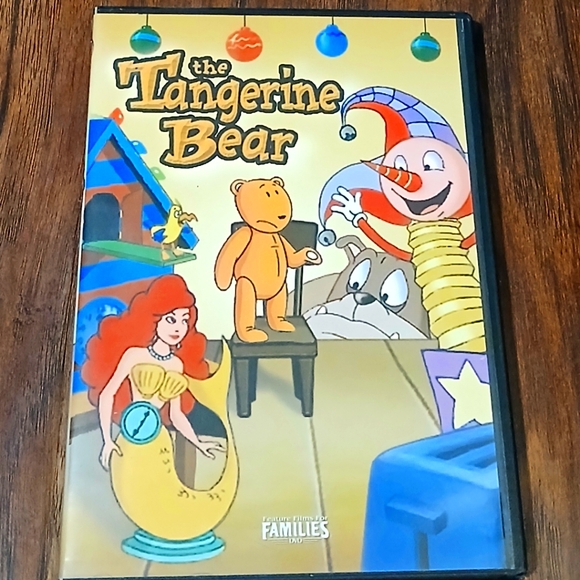 the
Tangerine
Bear
Feature Films For
FAMILIES
DVD